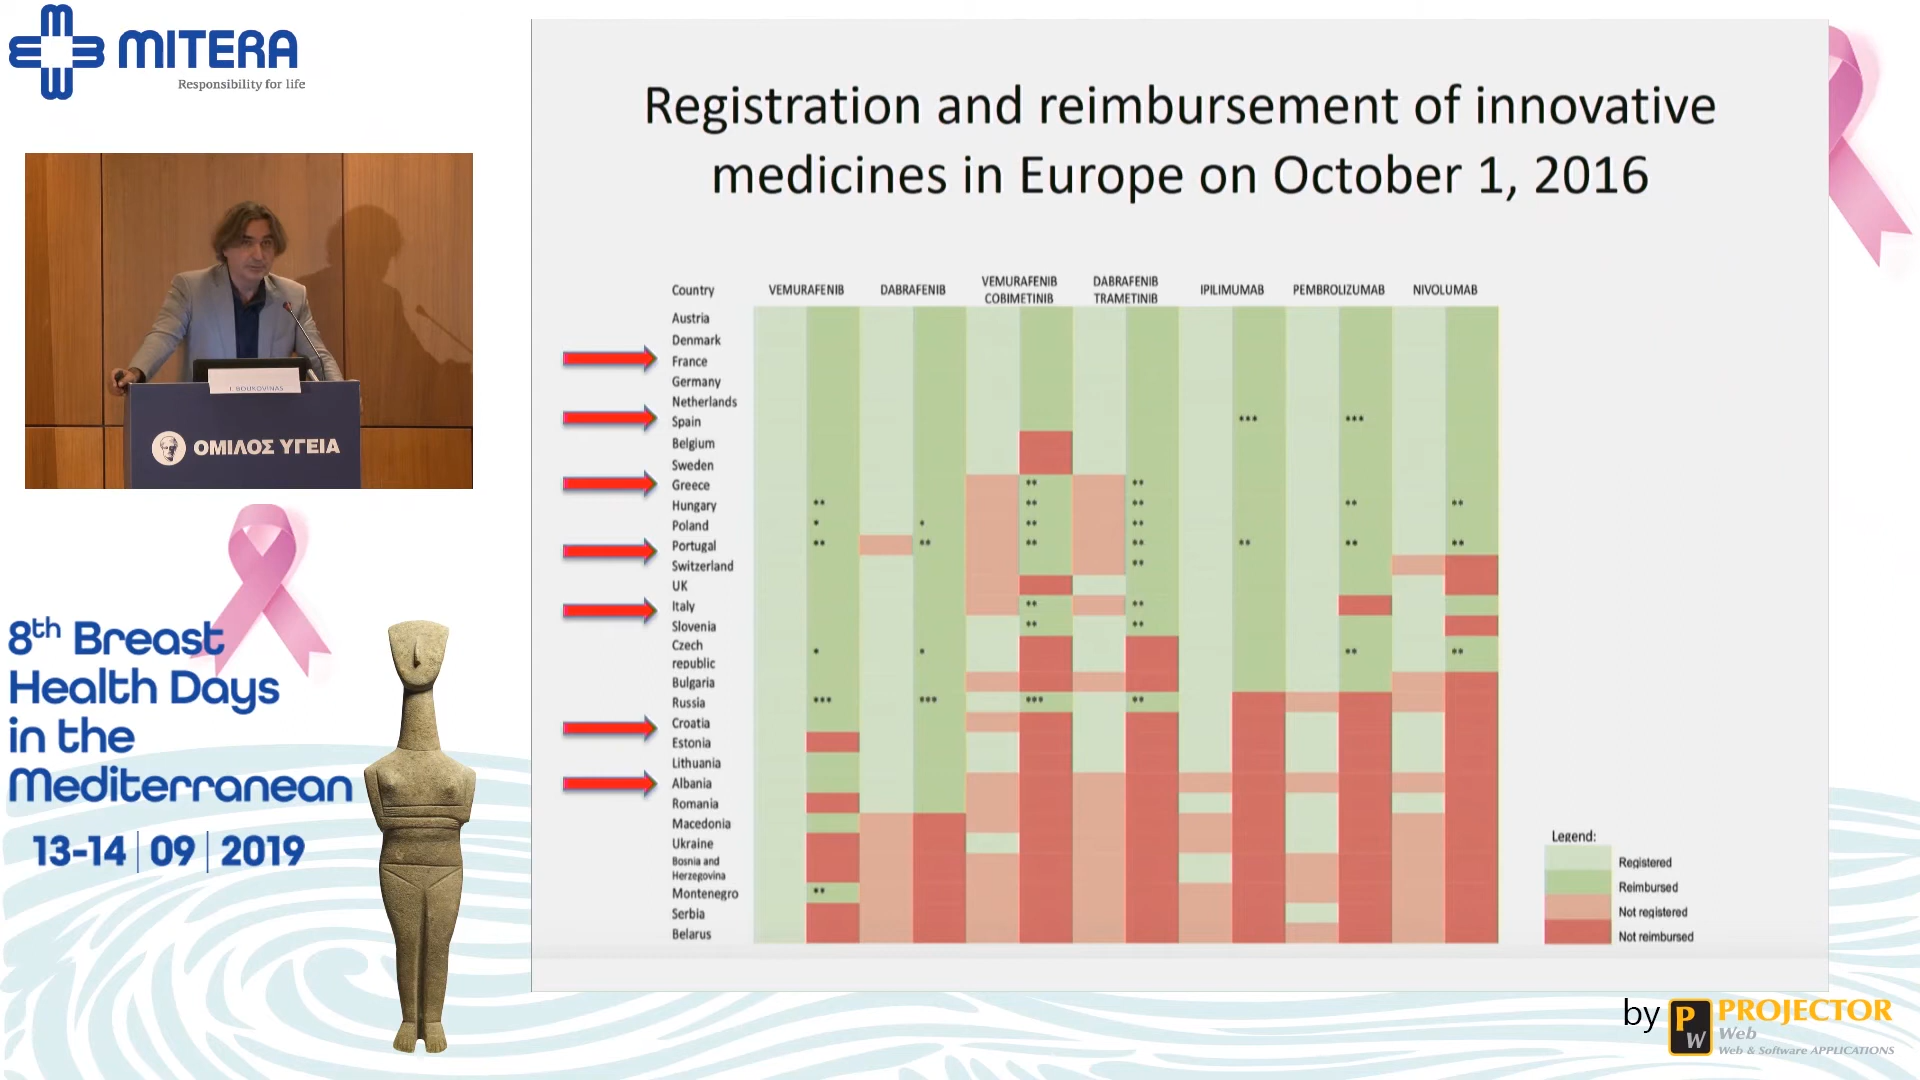 MITERA
Responsibility for life
I. BOUKOVINAS
ΟΜΙΛΟΣ ΥΓΕΙΑ
8th Breast
Health Days
in the
Mediterranean
13-14 | 09 | 2019
Registration and reimbursement of innovative
medicines in Europe on October 1, 2016
Country VEMURAFENIB DABRAFENIB VEMURAFENIB COBIMETINIB DABRAFENIB TRAMETINIB IPILIMUMAB PEMBROLIZUMAB NIVOLUMAB
Austria
Denmark
France
Germany
Netherlands
Spain *** ***
Belgium
Sweden
Greece ** **
Hungary ** ** ** ** **
Poland * * ** **
Portugal ** ** ** ** ** ** **
Switzerland **
UK
Italy ** **
Slovenia ** **
Czech
republic * * ** **
Bulgaria
Russia *** *** *** **
Croatia
Estonia
Lithuania
Albania
Romania
Macedonia
Ukraine
Bosnia and
Herzegovina
Montenegro **
Serbia
Belarus
Legend:
Registered
Reimbursed
Not registered
Not reimbursed
by PW PROJECTOR
Web
Web & Software APPLICATIONS